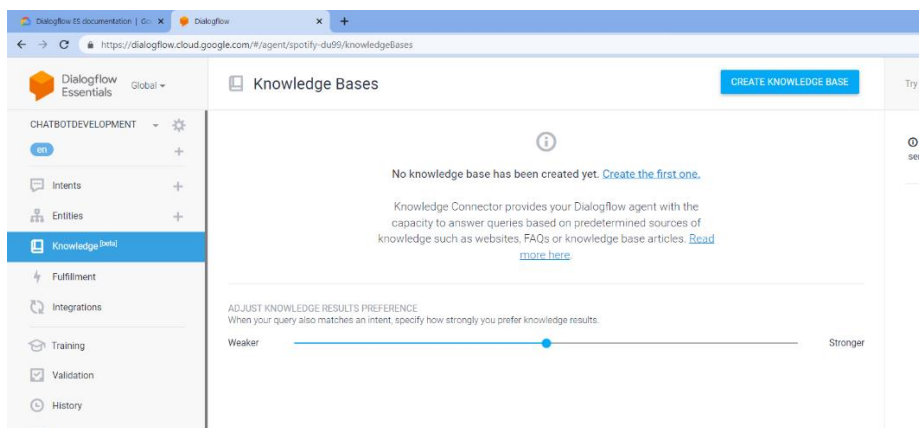 Dialogflow ES documentation | Go
Dialogflow
https://dialogflow.cloud.google.com/#/agent/spotify-du99/knowledgeBases
Dialogflow
Essentials
Global
Knowledge Bases
CREATE KNOWLEDGE BASE
Try
CHATBOTDEVELOPMENT
en
Intents
Entities
Knowledge [beta]
Fulfillment
Integrations
Training
Validation
History
No knowledge base has been created yet. Create the first one.
Knowledge Connector provides your Dialogflow agent with the
capacity to answer queries based on predetermined sources of
knowledge such as websites, FAQs or knowledge base articles. Read
more here.
ADJUST KNOWLEDGE RESULTS PREFERENCE
When your query also matches an intent, specify how strongly you prefer knowledge results.
Weaker
Stronger